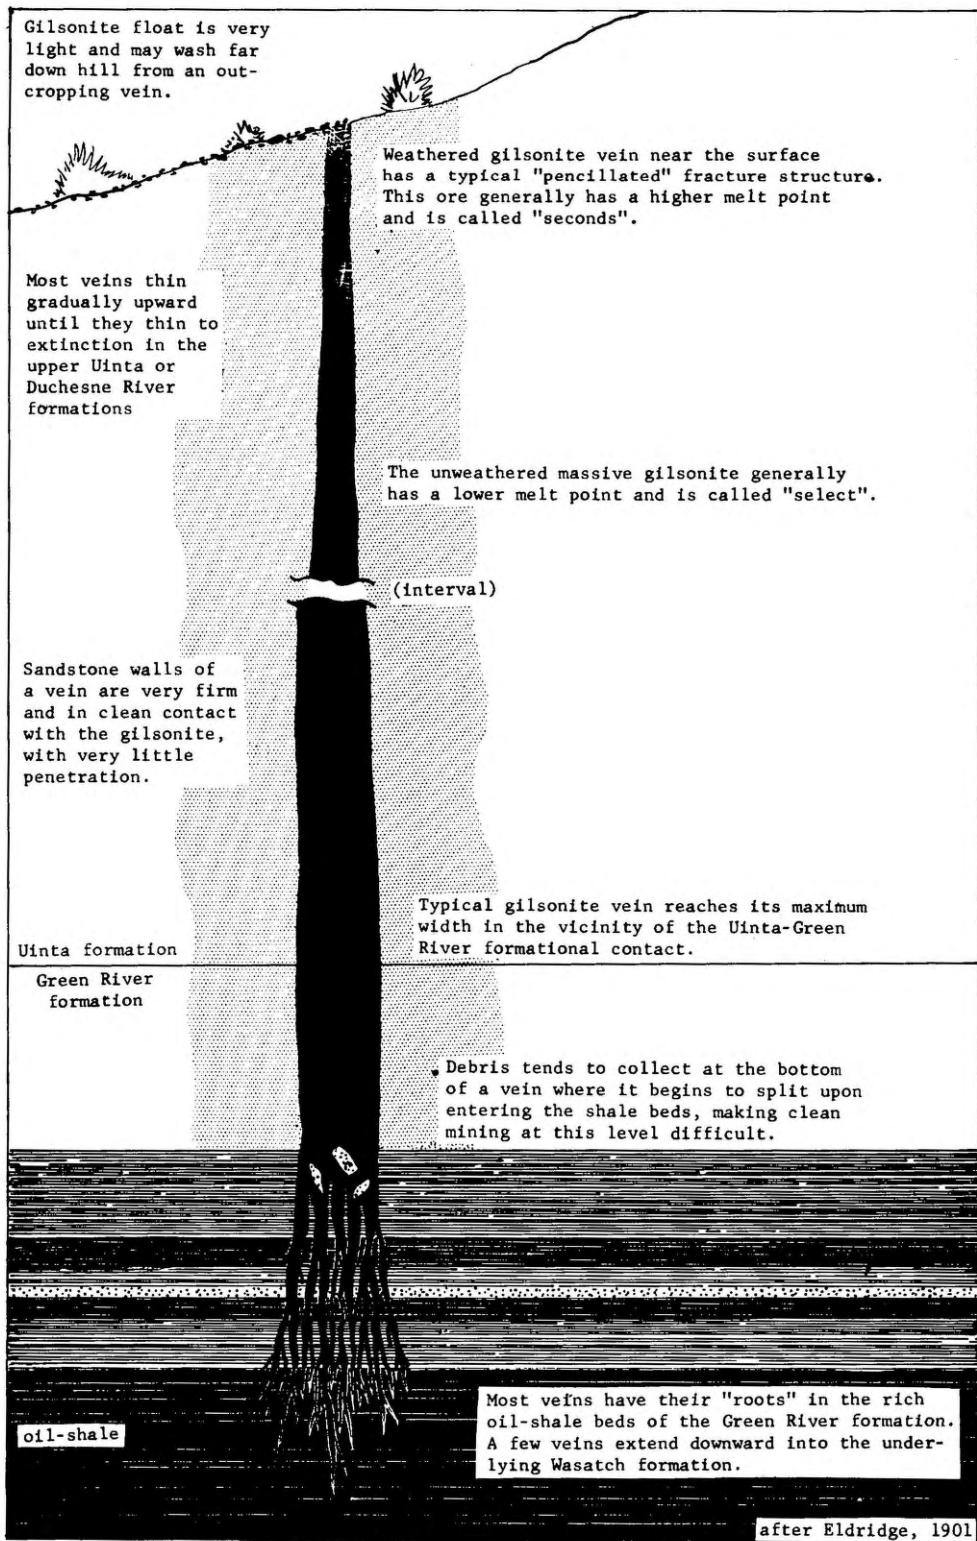 Gilsonite float is very
light and may wash far
down hill from an out-
cropping vein.
Weathered gilsonite vein near the surface
has a typical "pencillated" fracture structure.
This ore generally has a higher melt point
and is called "seconds".
Most veins thin
gradually upward
until they thin to
extinction in the
upper Uinta or
Duchesne River
formations
The unweathered massive gilsonite generally
has a lower melt point and is called "select".
(interval)
Sandstone walls of
a vein are very firm
and in clean contact
with the gilsonite,
with very little
penetration.
Typical gilsonite vein reaches its maximum
width in the vicinity of the Uinta-Green
River formational contact.
Uinta formation
Green River
formation
Debris tends to collect at the bottom
of a vein where it begins to split upon
entering the shale beds, making clean
mining at this level difficult.
Most veins have their "roots" in the rich
oil-shale beds of the Green River formation.
A few veins extend downward into the under-
lying Wasatch formation.
oil-shale
after Eldridge, 1901